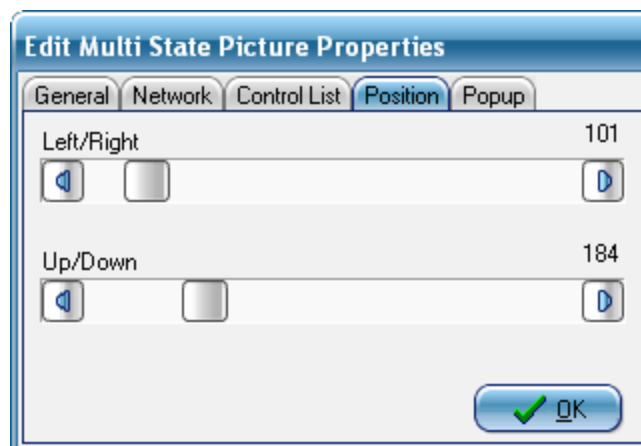 Edit Multi State Picture Properties
General Network Control List Position Popup
Left/Right 101
Up/Down 184
OK